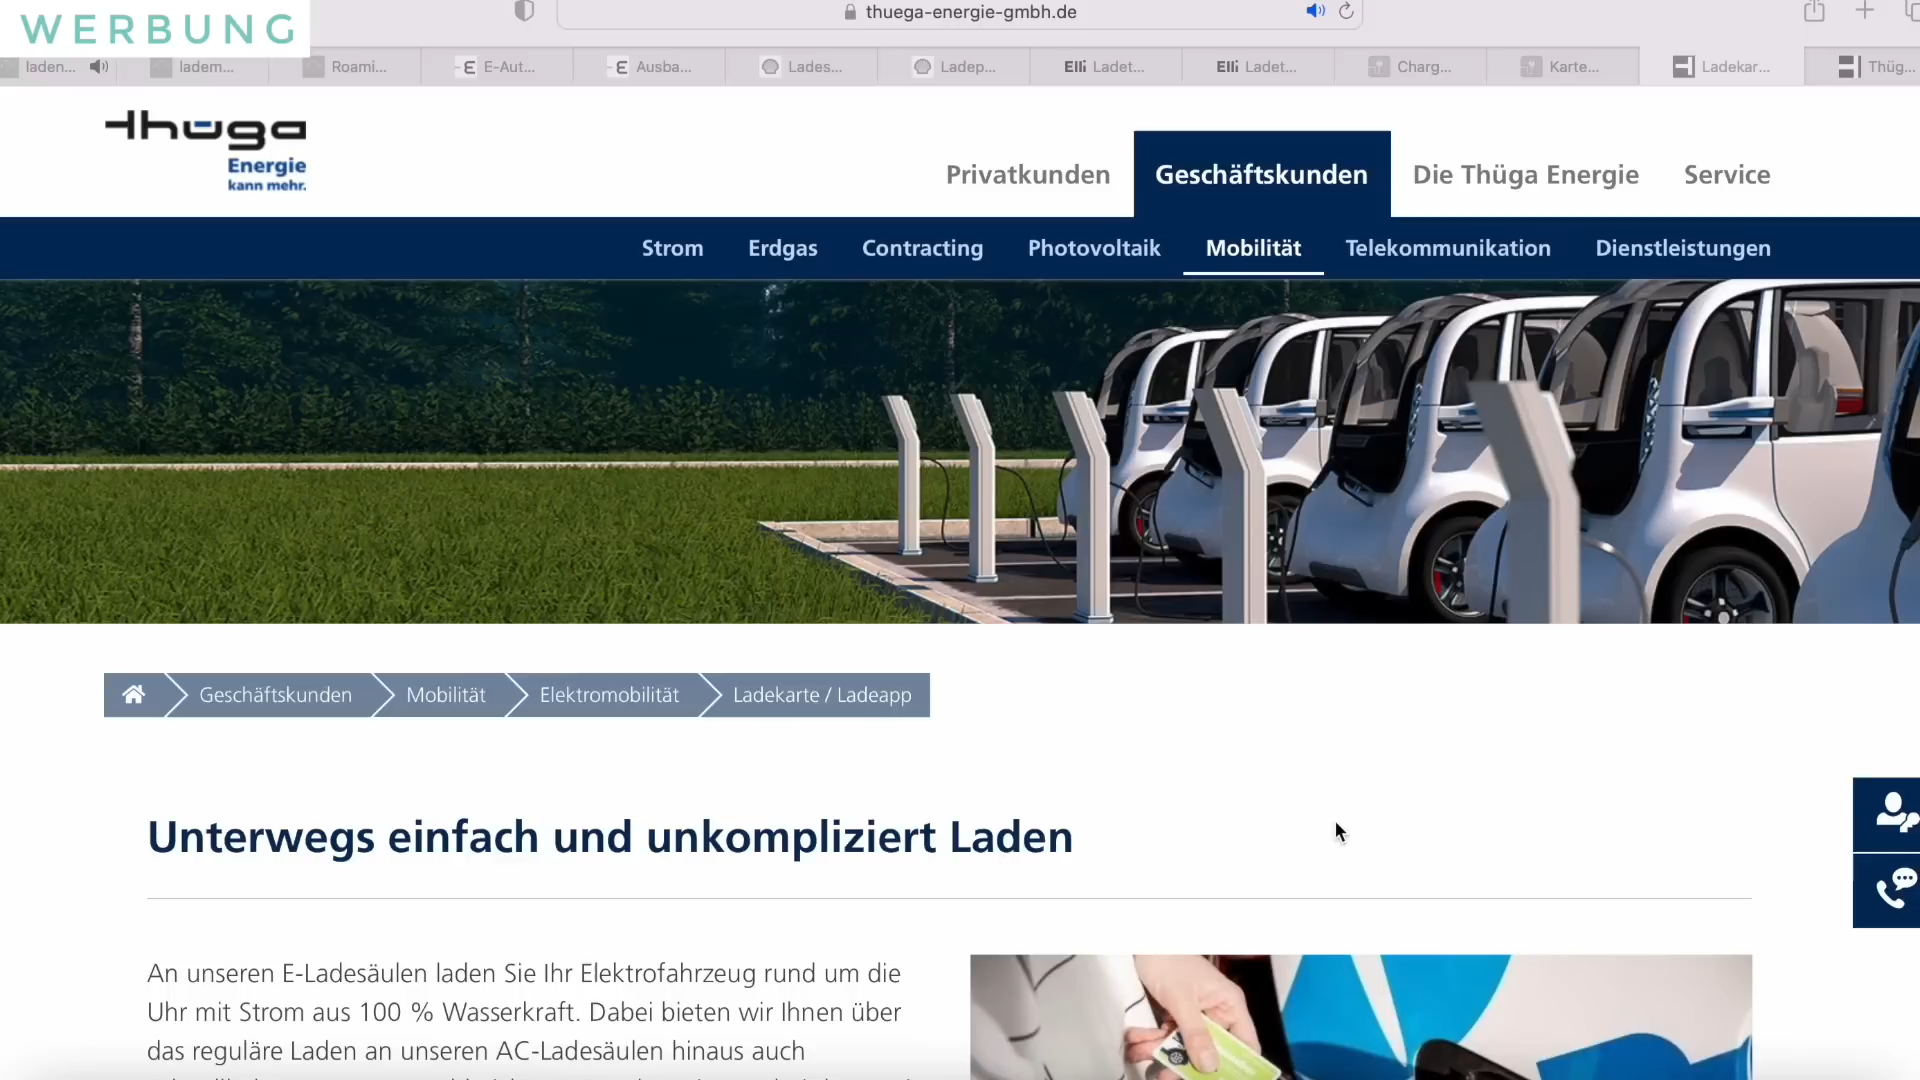 WERBUNG
thuega-energie-gmbh.de
laden...
ladem...
Roami...
E-Aut...
Ausba...
Lades...
Ladep...
Elli Ladet...
Elli Ladet...
Charg...
Karte...
Ladekar...
Thüg...
thüga
Energie
kann mehr.
Privatkunden
Geschäftskunden
Die Thüga Energie
Service
Strom
Erdgas
Contracting
Photovoltaik
Mobilität
Telekommunikation
Dienstleistungen
Geschäftskunden
Mobilität
Elektromobilität
Ladekarte / Ladeapp
Unterwegs einfach und unkompliziert Laden
An unseren E-Ladesäulen laden Sie Ihr Elektrofahrzeug rund um die
Uhr mit Strom aus 100 % Wasserkraft. Dabei bieten wir Ihnen über
das reguläre Laden an unseren AC-Ladesäulen hinaus auch